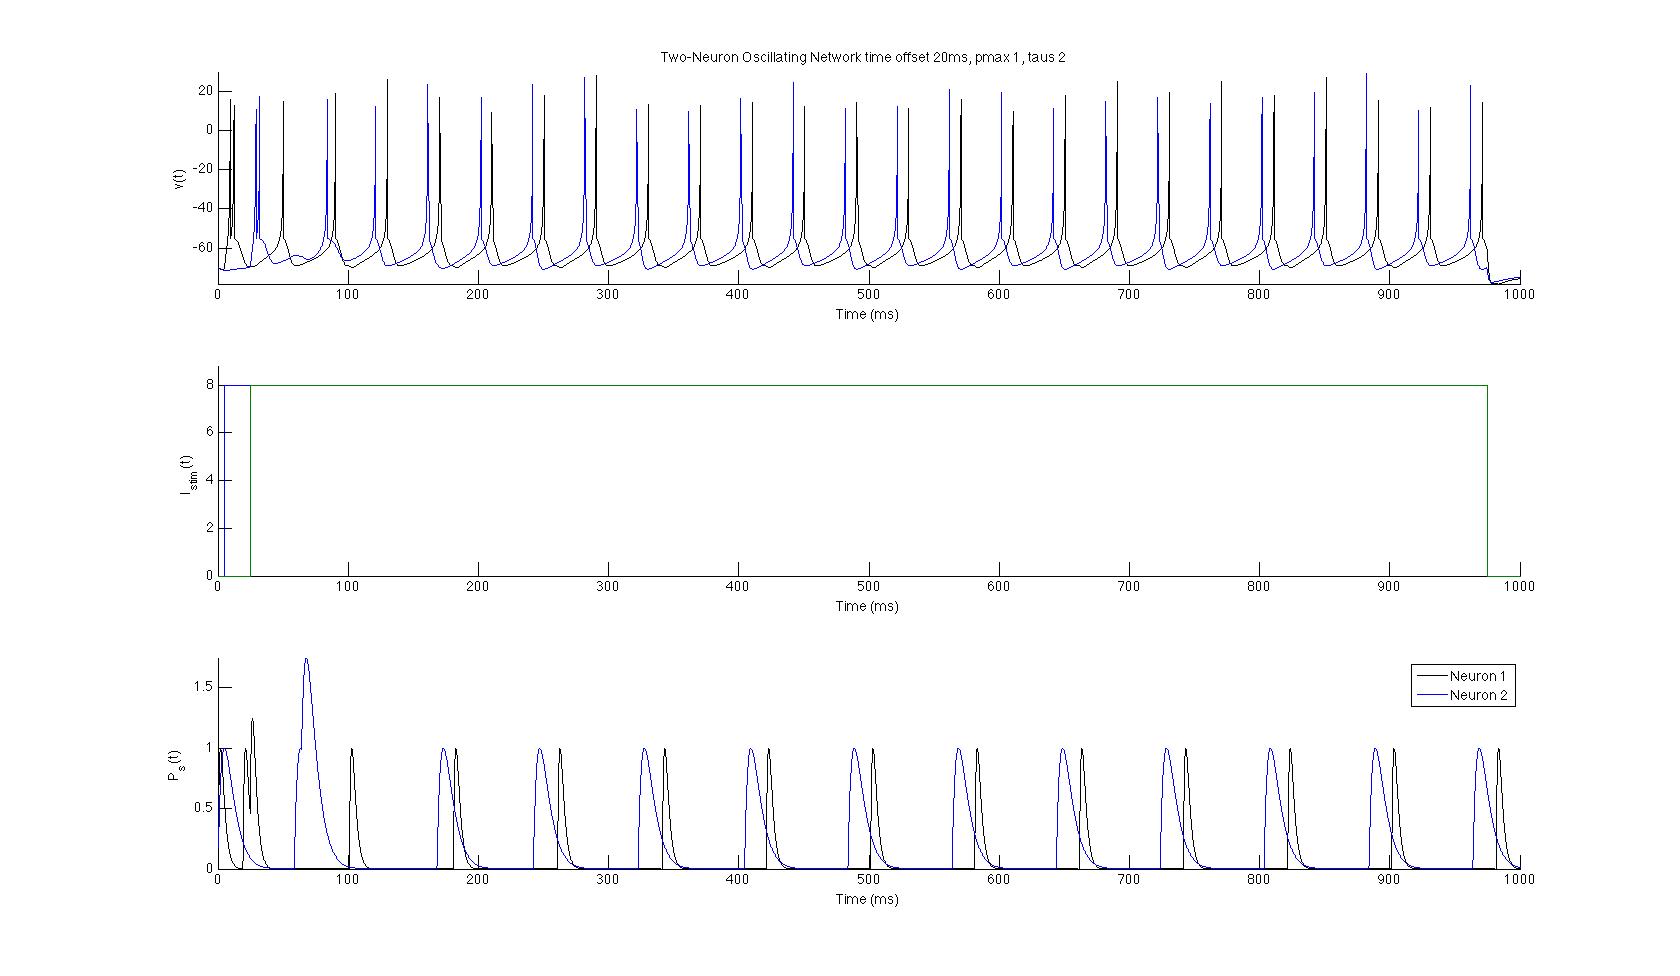 Two-Neuron Oscillating Network time offset 20ms, pmax 1, taus 2
20
0
-20
-40
-60
v(t)
0 100 200 300 400 500 600 700 800 900 1000
Time (ms)
8
6
4
2
0
I stim (t)
0 100 200 300 400 500 600 700 800 900 1000
Time (ms)
1.5
1
0.5
0
P s (t)
Neuron 1
Neuron 2
0 100 200 300 400 500 600 700 800 900 1000
Time (ms)